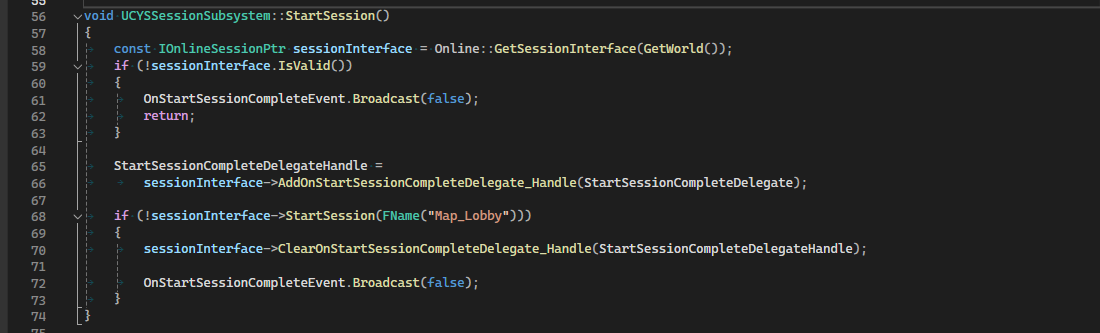 55
56 void UCYSSessionSubsystem::StartSession()
57 {
58 const IOnlineSessionPtr sessionInterface = Online::GetSessionInterface(GetWorld());
59 if (!sessionInterface.IsValid())
60 {
61 OnStartSessionCompleteEvent.Broadcast(false);
62 return;
63 }
64
65 StartSessionCompleteDelegateHandle =
66 sessionInterface->AddOnStartSessionCompleteDelegate_Handle(StartSessionCompleteDelegate);
67
68 if (!sessionInterface->StartSession(FName("Map_Lobby")))
69 {
70 sessionInterface->ClearOnStartSessionCompleteDelegate_Handle(StartSessionCompleteDelegateHandle);
71
72 OnStartSessionCompleteEvent.Broadcast(false);
73 }
74 }
75